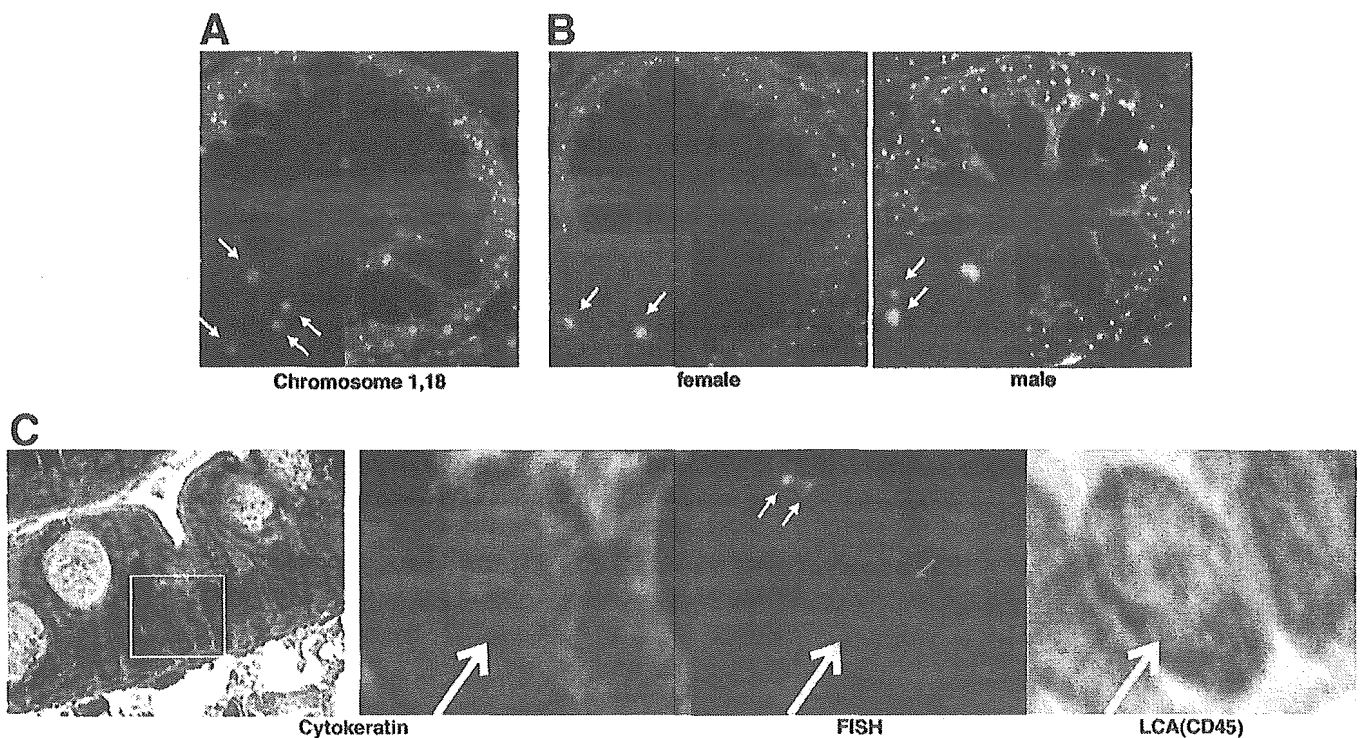 A
B
Chromosome 1,18
female
male
C
Cytokeratin
FISH
LCA(CD45)